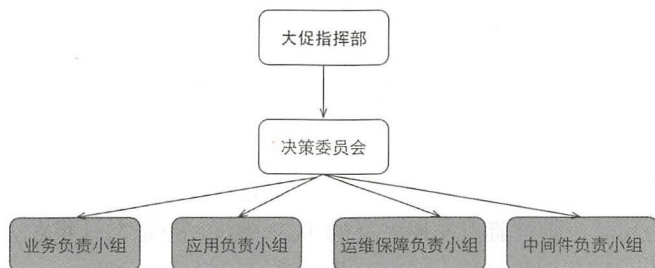 大促指挥部
决策委员会
业务负责小组
应用负责小组
运维保障负责小组
中间件负责小组